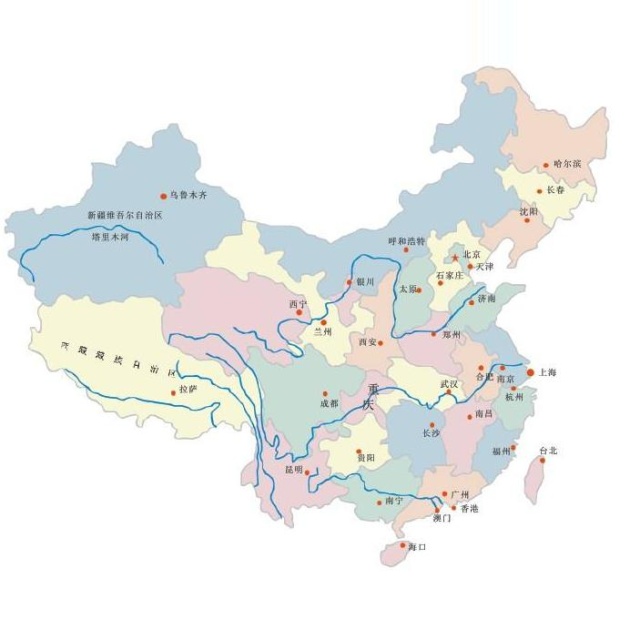 哈尔滨
长春
乌鲁木齐
沈阳
新疆维吾尔自治区
塔里木河
呼和浩特
北京
天津
石家庄
银川
太原
济南
西宁
兰州
郑州
西安
西藏藏族自治区
上海
合肥
南京
成都
重庆
武汉
拉萨
杭州
南昌
长沙
福州
台北
贵阳
昆明
广州
南宁
香港
澳门
海口